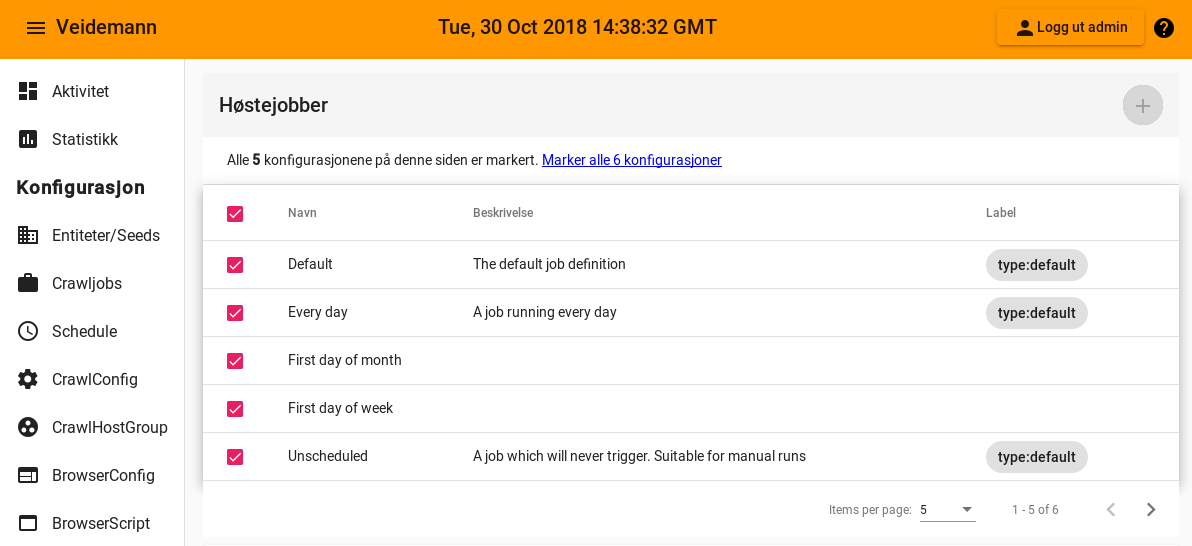 Veidemann
Tue, 30 Oct 2018 14:38:32 GMT
Logg ut admin
Aktivitet
Statistikk
Konfigurasjon
Entiteter/Seeds
Crawljobs
Schedule
CrawlConfig
CrawlHostGroup
BrowserConfig
BrowserScript
Høstejobber
Alle 5 konfigurasjonene på denne siden er markert. Marker alle 6 konfigurasjoner
Navn Beskrivelse Label
Default The default job definition type:default
Every day A job running every day type:default
First day of month
First day of week
Unscheduled A job which will never trigger. Suitable for manual runs type:default
Items per page: 5 1 - 5 of 6